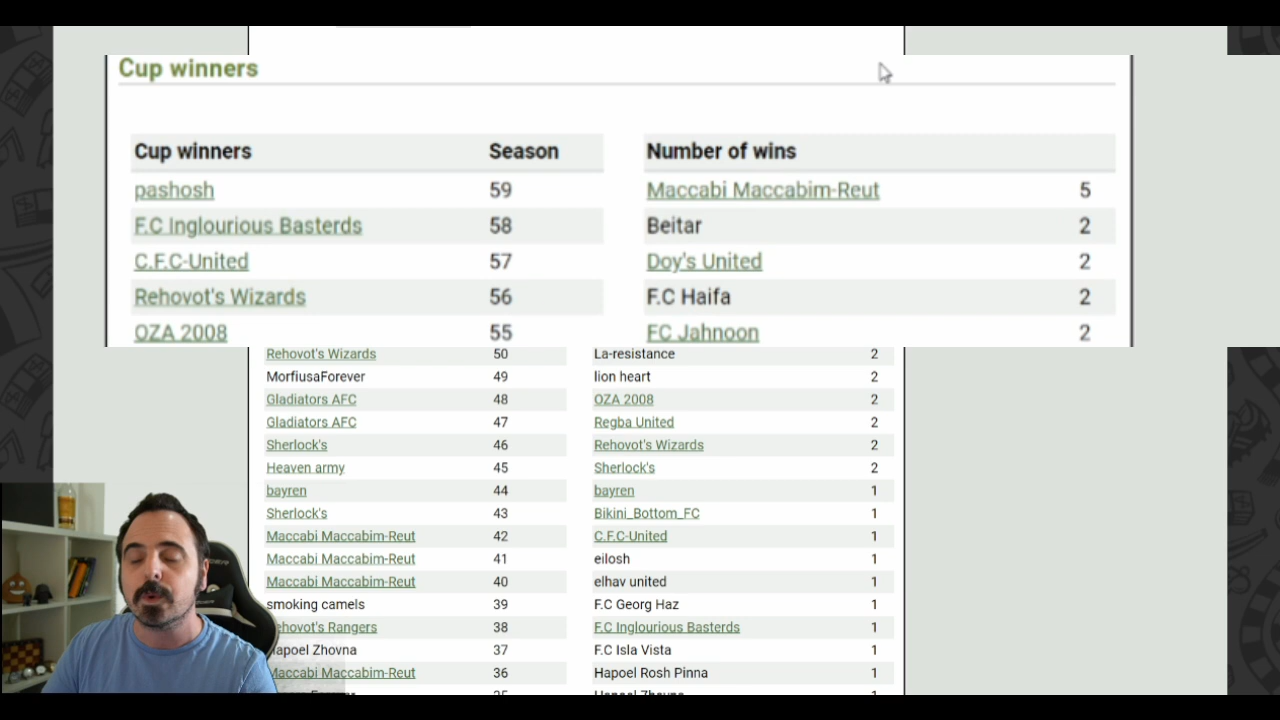 Cup winners
Cup winners Season Number of wins
pashosh 59 Maccabi Maccabim-Reut 5
F.C Inglourious Basterds 58 Beitar 2
C.F.C-United 57 Doy's United 2
Rehovot's Wizards 56 F.C Haifa 2
OZA 2008 55 FC Jahnoon 2
Rehovot's Wizards 50 La-resistance 2
MorfiusaForever 49 lion heart 2
Gladiators AFC 48 OZA 2008 2
Gladiators AFC 47 Regba United 2
Sherlock's 46 Rehovot's Wizards 2
Heaven army 45 Sherlock's 2
bayren 44 bayren 1
Sherlock's 43 Bikini_Bottom_FC 1
Maccabi Maccabim-Reut 42 C.F.C-United 1
Maccabi Maccabim-Reut 41 eilosh 1
Maccabi Maccabim-Reut 40 elhav united 1
smoking camels 39 F.C Georg Haz 1
ehovot's Rangers 38 F.C Inglourious Basterds 1
apoel Zhovna 37 F.C Isla Vista 1
Maccabi Maccabim-Reut 36 Hapoel Rosh Pinna 1